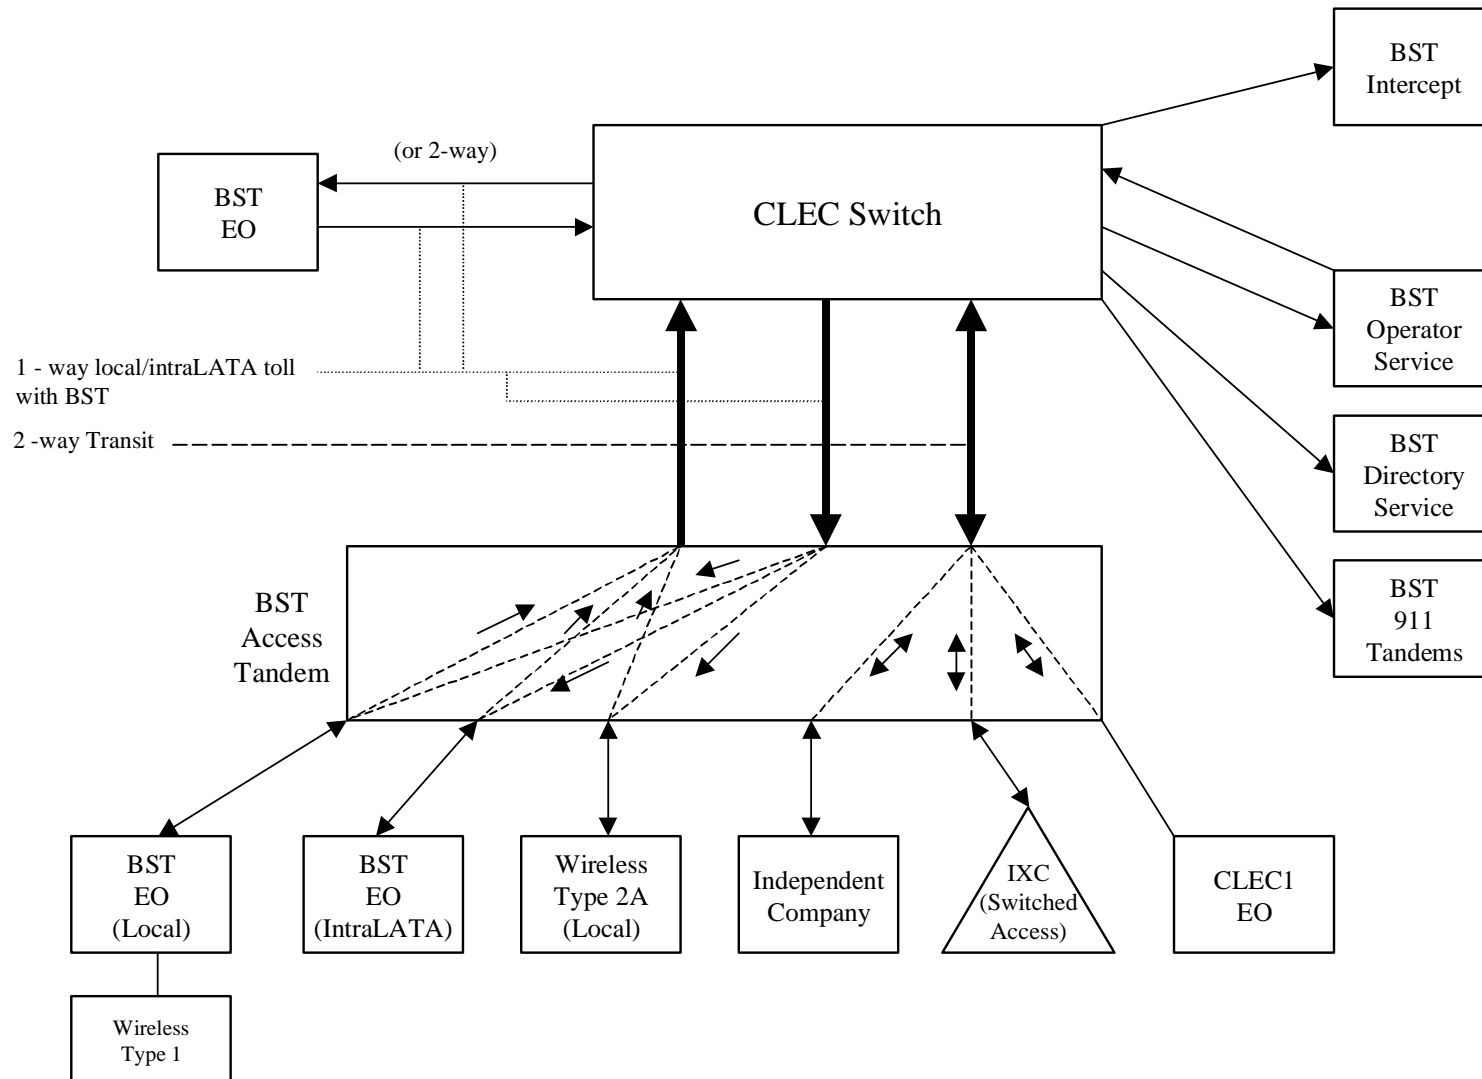 BST
Intercept
(or 2-way)
BST
EO
CLEC Switch
BST
Operator
Service
1 - way local/intraLATA toll
with BST
2 -way Transit
BST
Directory
Service
BST
Access
Tandem
BST
911
Tandems
BST
EO
(Local)
BST
EO
(IntraLATA)
Wireless
Type 2A
(Local)
Independent
Company
IXC
(Switched
Access)
CLEC1
EO
Wireless
Type 1